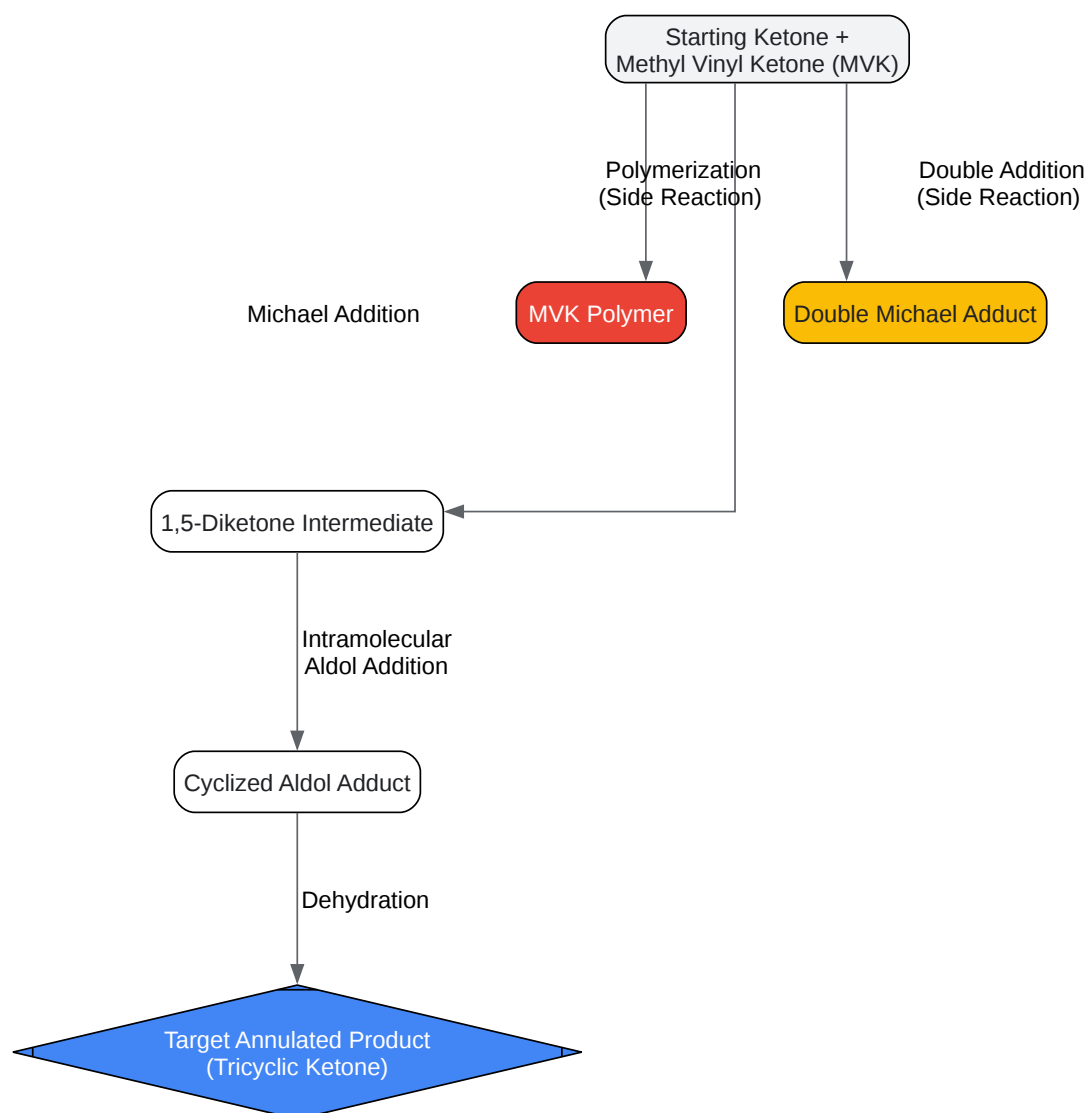 Starting Ketone +
Methyl Vinyl Ketone (MVK)
Polymerization
(Side Reaction)
Double Addition
(Side Reaction)
Michael Addition
MVK Polymer
Double Michael Adduct
1,5-Diketone Intermediate
Intramolecular
Aldol Addition
Cyclized Aldol Adduct
Dehydration
Target Annulated Product
(Tricyclic Ketone)